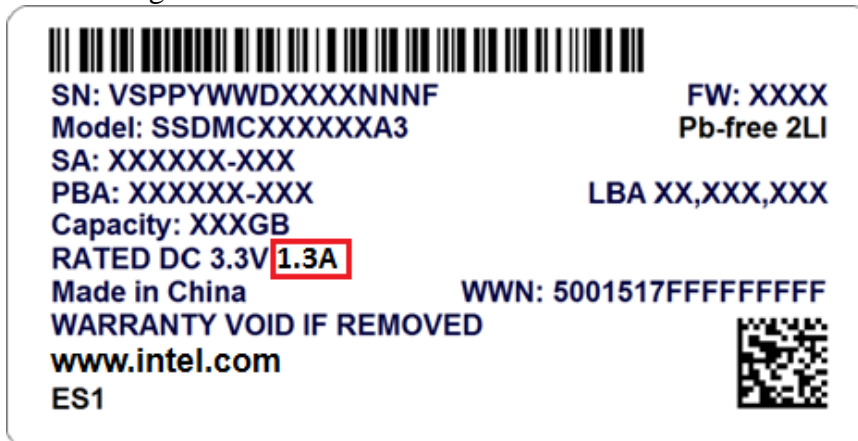 SN: VSPPYWWDXXXXNNNF FW: XXXX
Model: SSDMCXXXXXXA3 Pb-free 2LI
SA: XXXXXX-XXX
PBA: XXXXXX-XXX LBA XX,XXX,XXX
Capacity: XXXGB
RATED DC 3.3V 1.3A
Made in China WWN: 5001517FFFFFFFFF
WARRANTY VOID IF REMOVED
www.intel.com
ES1